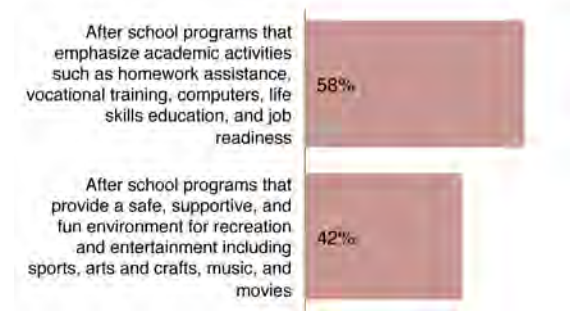 After school programs that
emphasize academic activities
such as homework assistance,
vocational training, computers, life
skills education, and job
readiness
58%
After school programs that
provide a safe, supportive, and
fun environment for recreation
and entertainment including
sports, arts and crafts, music, and
movies
42%